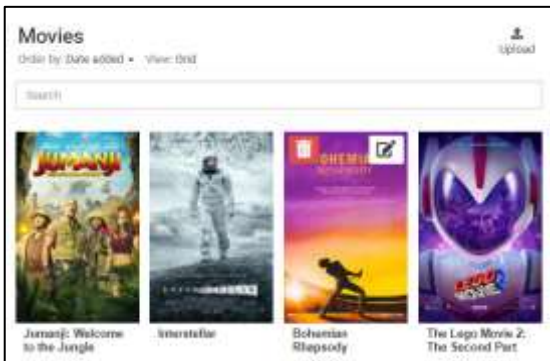 Movies
Order by: Date added
View: Grid
Upload
Search
JUMANJI
INTERSTELLAR
BOHEMIAN
RHAPSODY
Jumanji: Welcome
to the Jungle
Interstellar
Bohemian
Rhapsody
The Lego Movie 2:
The Second Part